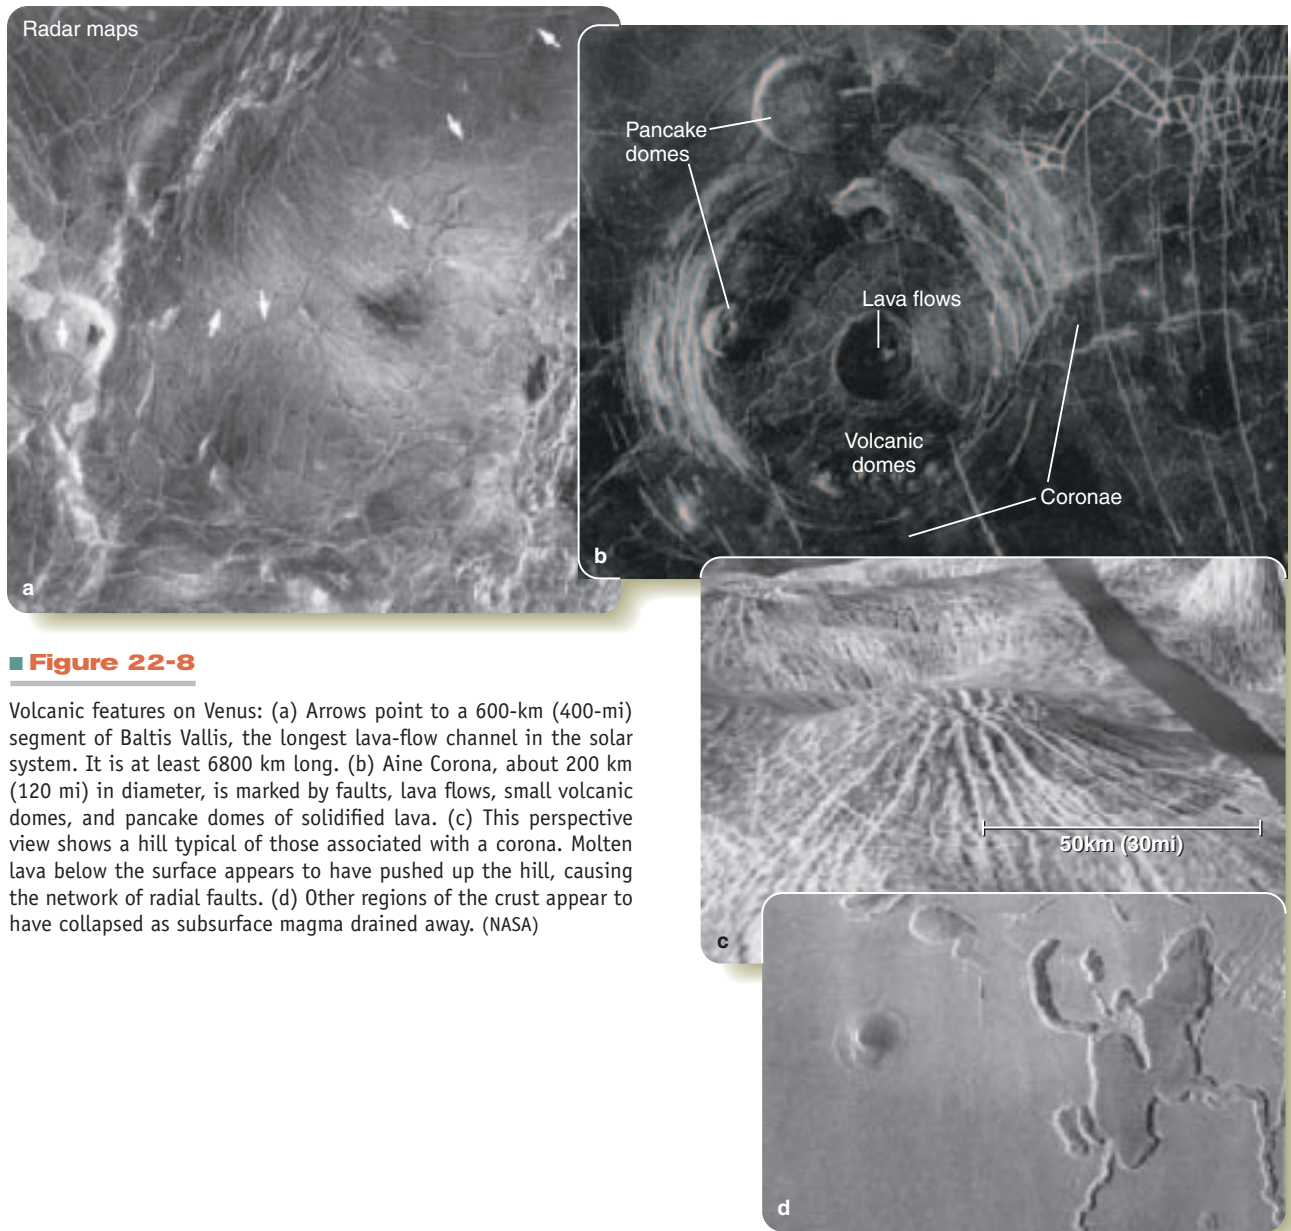 Radar maps
a
Pancake
domes
Lava flows
Volcanic
domes
Coronae
b
50km (30mi)
c
d
Figure 22-8
Volcanic features on Venus: (a) Arrows point to a 600-km (400-mi)
segment of Baltis Vallis, the longest lava-flow channel in the solar
system. It is at least 6800 km long. (b) Aine Corona, about 200 km
(120 mi) in diameter, is marked by faults, lava flows, small volcanic
domes, and pancake domes of solidified lava. (c) This perspective
view shows a hill typical of those associated with a corona. Molten
lava below the surface appears to have pushed up the hill, causing
the network of radial faults. (d) Other regions of the crust appear to
have collapsed as subsurface magma drained away. (NASA)